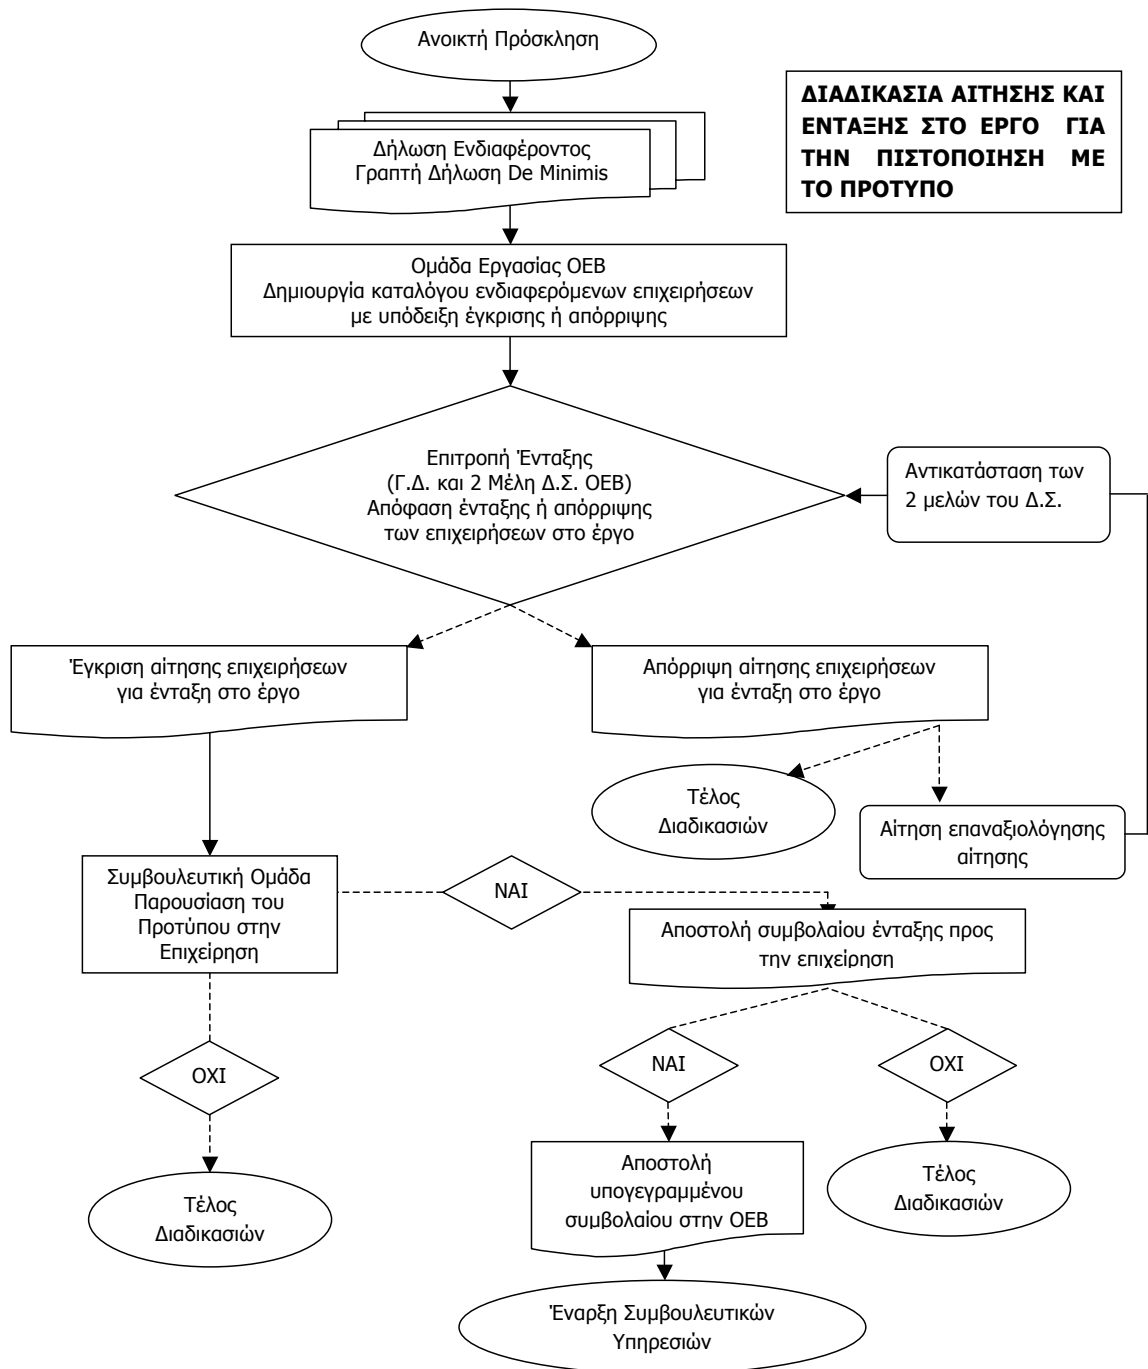 Ανοικτή Πρόσκληση
ΔΙΑΔΙΚΑΣΙΑ ΑΙΤΗΣΗΣ ΚΑΙ
ΕΝΤΑΞΗΣ ΣΤΟ ΕΡΓΟ ΓΙΑ
ΤΗΝ ΠΙΣΤΟΠΟΙΗΣΗ ΜΕ
ΤΟ ΠΡΟΤΥΠΟ
Δήλωση Ενδιαφέροντος
Γραπτή Δήλωση De Minimis
Ομάδα Εργασίας ΟΕΒ
Δημιουργία καταλόγου ενδιαφερόμενων επιχειρήσεων
με υπόδειξη έγκρισης ή απόρριψης
Επιτροπή Ένταξης
(Γ.Δ. και 2 Μέλη Δ.Σ. ΟΕΒ)
Απόφαση ένταξης ή απόρριψης
των επιχειρήσεων στο έργο
Αντικατάσταση των
2 μελών του Δ.Σ.
Έγκριση αίτησης επιχειρήσεων
για ένταξη στο έργο
Απόρριψη αίτησης επιχειρήσεων
για ένταξη στο έργο
Τέλος
Διαδικασιών
Αίτηση επαναξιολόγησης
αίτησης
Συμβουλευτική Ομάδα
Παρουσίαση του
Προτύπου στην
Επιχείρηση
ΝΑΙ
Αποστολή συμβολαίου ένταξης προς
την επιχείρηση
ΟΧΙ
ΝΑΙ
ΟΧΙ
Τέλος
Διαδικασιών
Αποστολή
υπογεγραμμένου
συμβολαίου στην ΟΕΒ
Τέλος
Διαδικασιών
Έναρξη Συμβουλευτικών
Υπηρεσιών